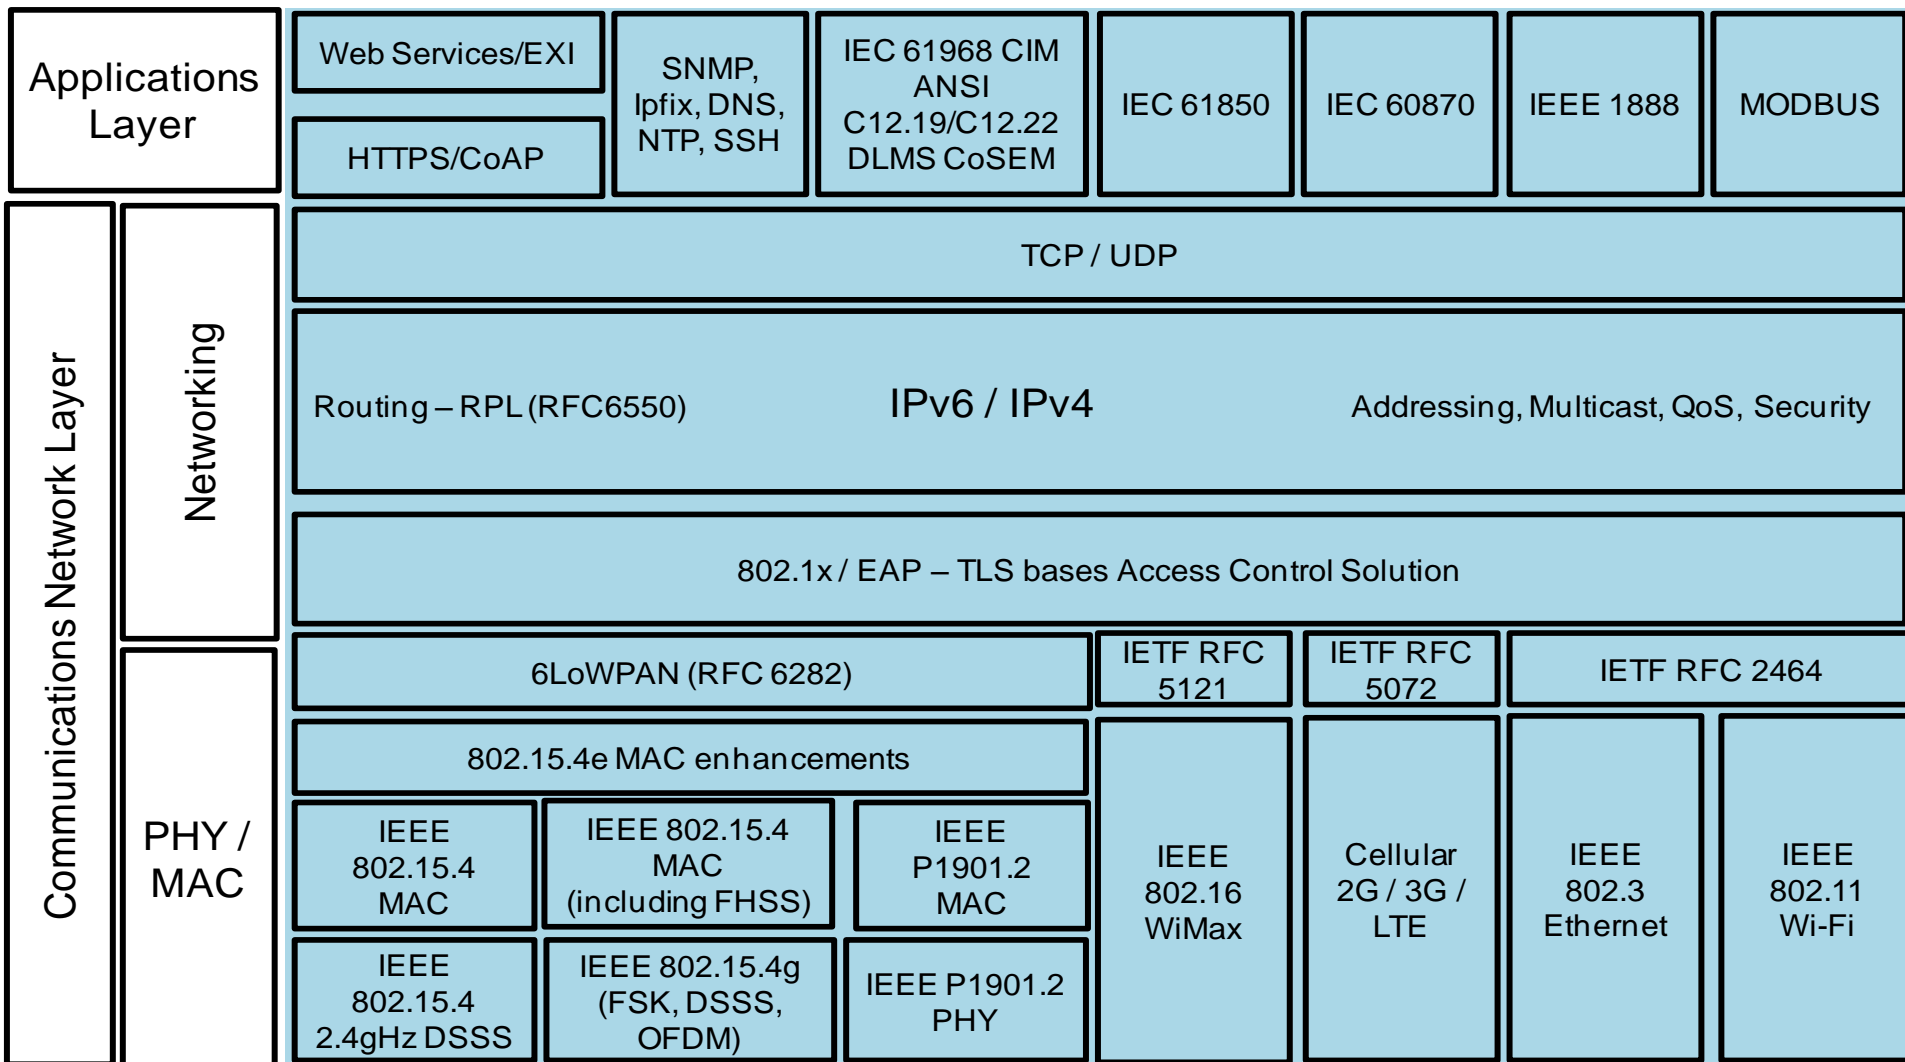 Applications
Layer
Web Services/EXI
HTTPS/CoAP
SNMP,
Ipfix, DNS,
NTP, SSH
IEC 61968 CIM
ANSI
C12.19/C12.22
DLMS CoSEM
IEC 61850
IEC 60870
IEEE 1888
MODBUS
Communications Network Layer
Networking
TCP / UDP
Routing – RPL (RFC6550)
IPv6 / IPv4
Addressing, Multicast, QoS, Security
802.1x / EAP – TLS bases Access Control Solution
PHY /
MAC
6LoWPAN (RFC 6282)
IETF RFC
5121
IETF RFC
5072
IETF RFC 2464
802.15.4e MAC enhancements
IEEE
802.15.4
MAC
IEEE 802.15.4
MAC
(including FHSS)
IEEE
P1901.2
MAC
IEEE
802.16
WiMax
Cellular
2G / 3G /
LTE
IEEE
802.3
Ethernet
IEEE
802.11
Wi-Fi
IEEE
802.15.4
2.4gHz DSSS
IEEE 802.15.4g
(FSK, DSSS,
OFDM)
IEEE P1901.2
PHY